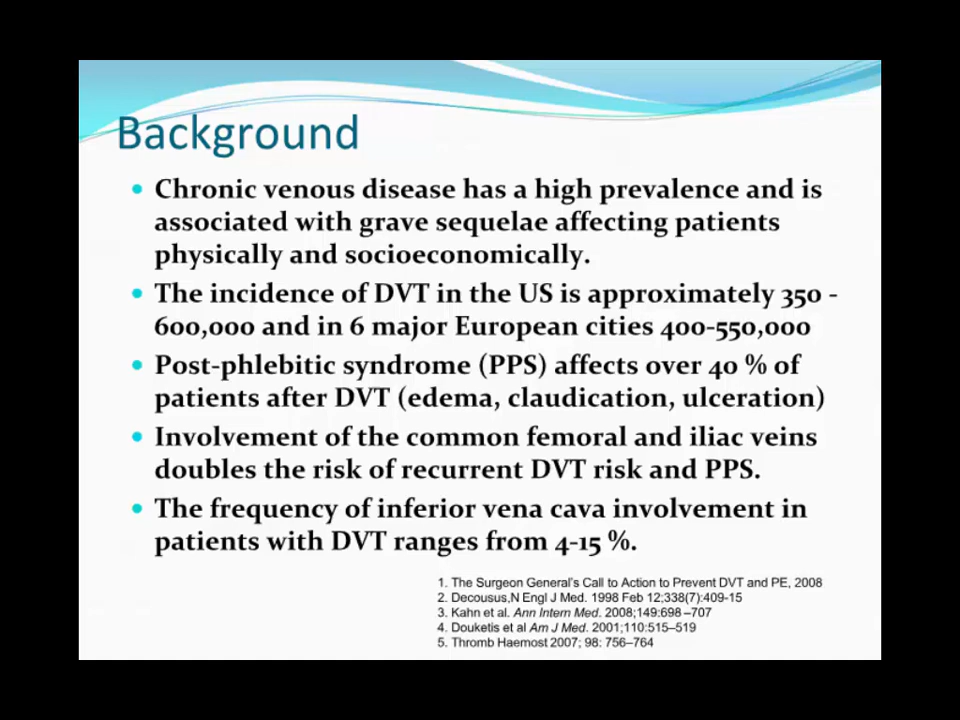 Background
• Chronic venous disease has a high prevalence and is
associated with grave sequelae affecting patients
physically and socioeconomically.
• The incidence of DVT in the US is approximately 350 -
600,000 and in 6 major European cities 400-550,000
• Post-phlebitic syndrome (PPS) affects over 40 % of
patients after DVT (edema, claudication, ulceration)
• Involvement of the common femoral and iliac veins
doubles the risk of recurrent DVT risk and PPS.
• The frequency of inferior vena cava involvement in
patients with DVT ranges from 4-15 %.
1. The Surgeon General's Call to Action to Prevent DVT and PE, 2008
2. Decousus,N Engl J Med. 1998 Feb 12;338(7):409-15
3. Kahn et al. Ann Intern Med. 2008;149:698 –707
4. Douketis et al Am J Med. 2001;110:515–519
5. Thromb Haemost 2007; 98: 756–764